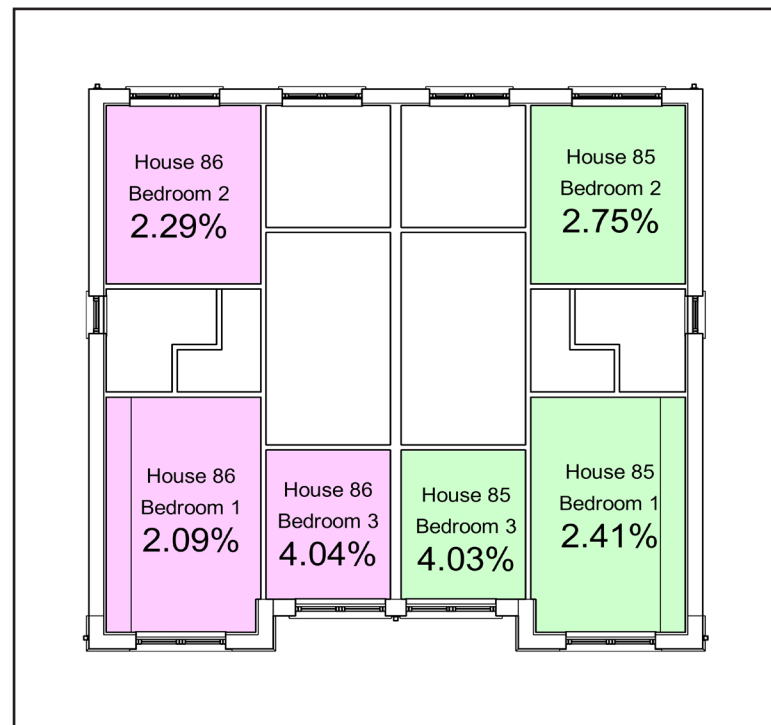 House 86
Bedroom 2
2.29%
House 85
Bedroom 2
2.75%
House 86
Bedroom 1
2.09%
House 86
Bedroom 3
4.04%
House 85
Bedroom 3
4.03%
House 85
Bedroom 1
2.41%